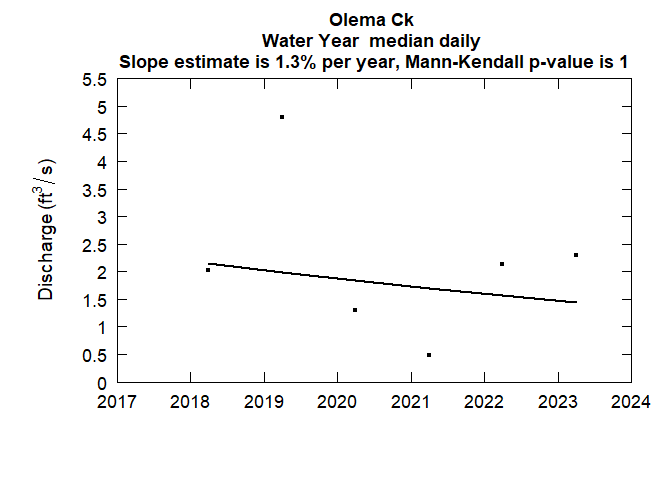 Olema Ck
Water Year  median daily
Slope estimate is 1.3% per year, Mann-Kendall p-value is 1
Discharge (ft³/s)
5.5
5
4.5
4
3.5
3
2.5
2
1.5
1
0.5
0
2017 2018 2019 2020 2021 2022 2023 2024